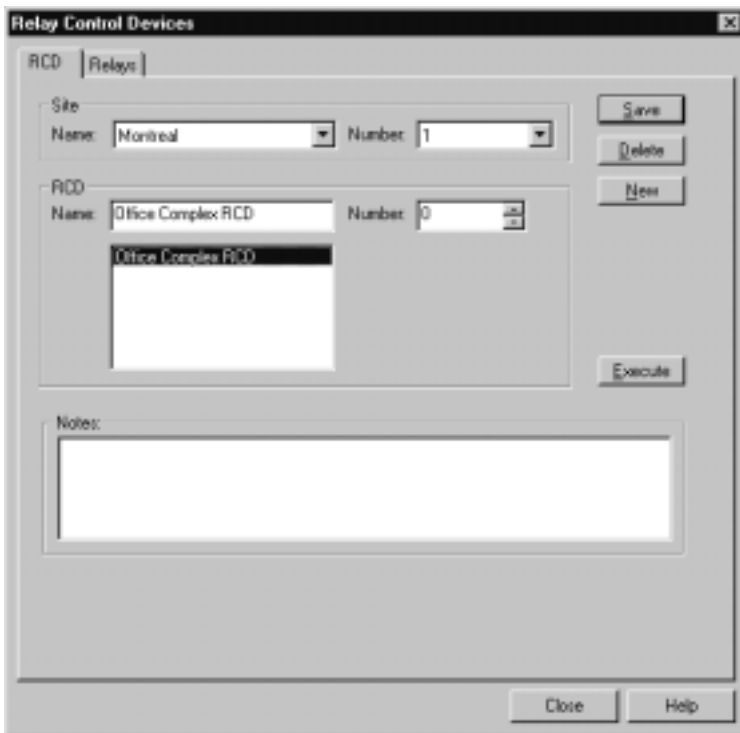 Relay Control Devices
RCD Relays
Site
Name: Montreal Number: 1
Save
Delete
New
RCD
Name: Office Complex RCD Number: 0
Office Complex RCD
Execute
Notes:
Close Help